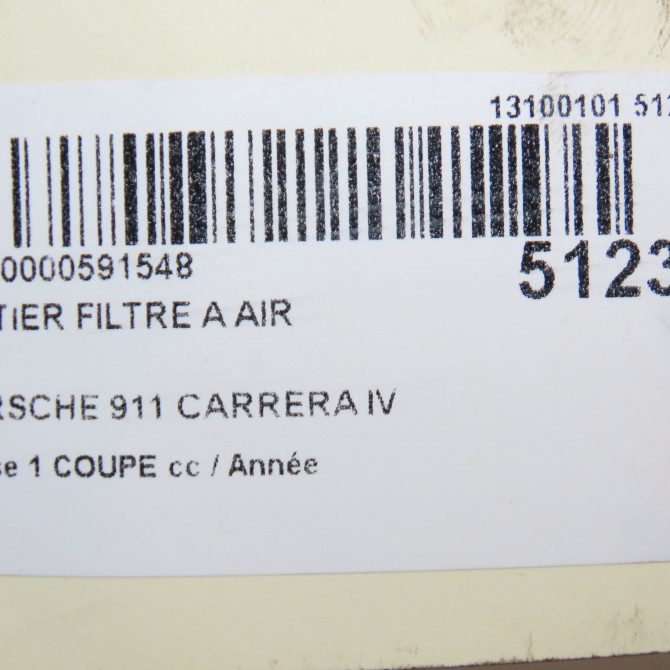 13100101 512
0000591548
5123
TIER FILTRE A AIR
RSCHE 911 CARRERA IV
se 1 COUPE cc / Année